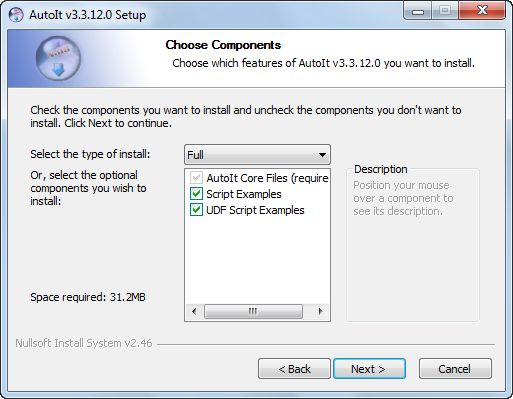 AutoIt v3.3.12.0 Setup
Choose Components
Choose which features of AutoIt v3.3.12.0 you want to install.
Check the components you want to install and uncheck the components you don't want to
install. Click Next to continue.
Select the type of install:
Full
Or, select the optional
components you wish to
install:
AutoIt Core Files (require
Script Examples
UDF Script Examples
Description
Position your mouse
over a component to
see its description.
Space required: 31.2MB
Nullsoft Install System v2.46
< Back
Next >
Cancel